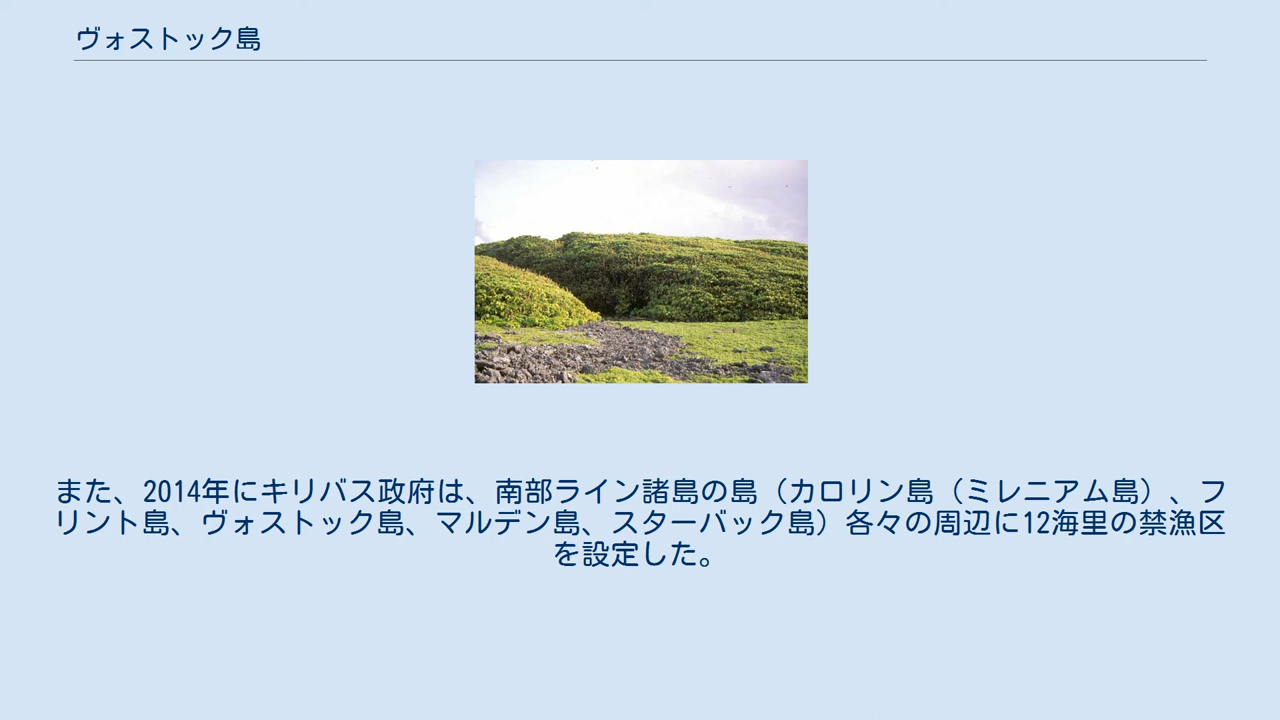 ヴォストック島
また、2014年にキリバス政府は、南部ライン諸島の島（カロリン島（ミレニアム島）、フ
リント島、ヴォストック島、マルデン島、スターバック島）各々の周辺に12海里の禁漁区
を設定した。